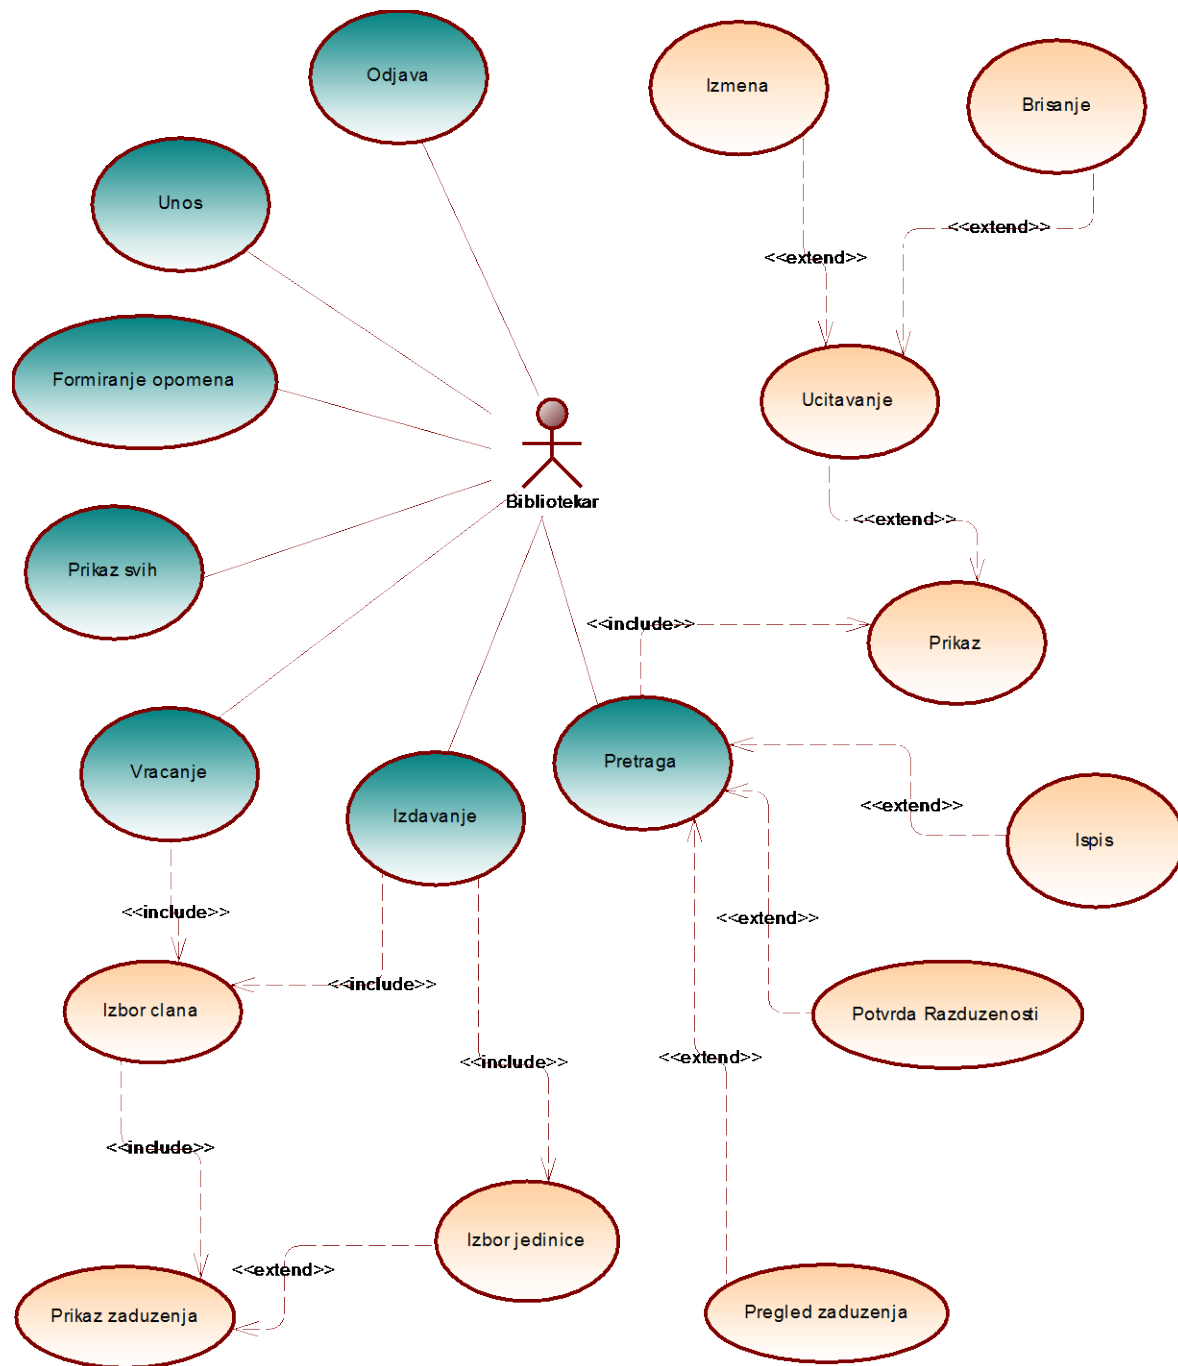 Odjava
Izmena
Brisanje
Unos
<<extend>>
<<extend>>
Formiranje opomena
Ucitavanje
Bibliotekar
<<extend>>
Prikaz svih
<<include>>
Prikaz
Vracanje
Pretraga
Izdavanje
<<extend>>
Ispis
<<include>>
<<extend>>
<<include>>
Izbor clana
Potvrda Razduzenosti
<<extend>>
<<include>>
<<include>>
Izbor jedinice
<<extend>>
Prikaz zaduzenja
Pregled zaduzenja